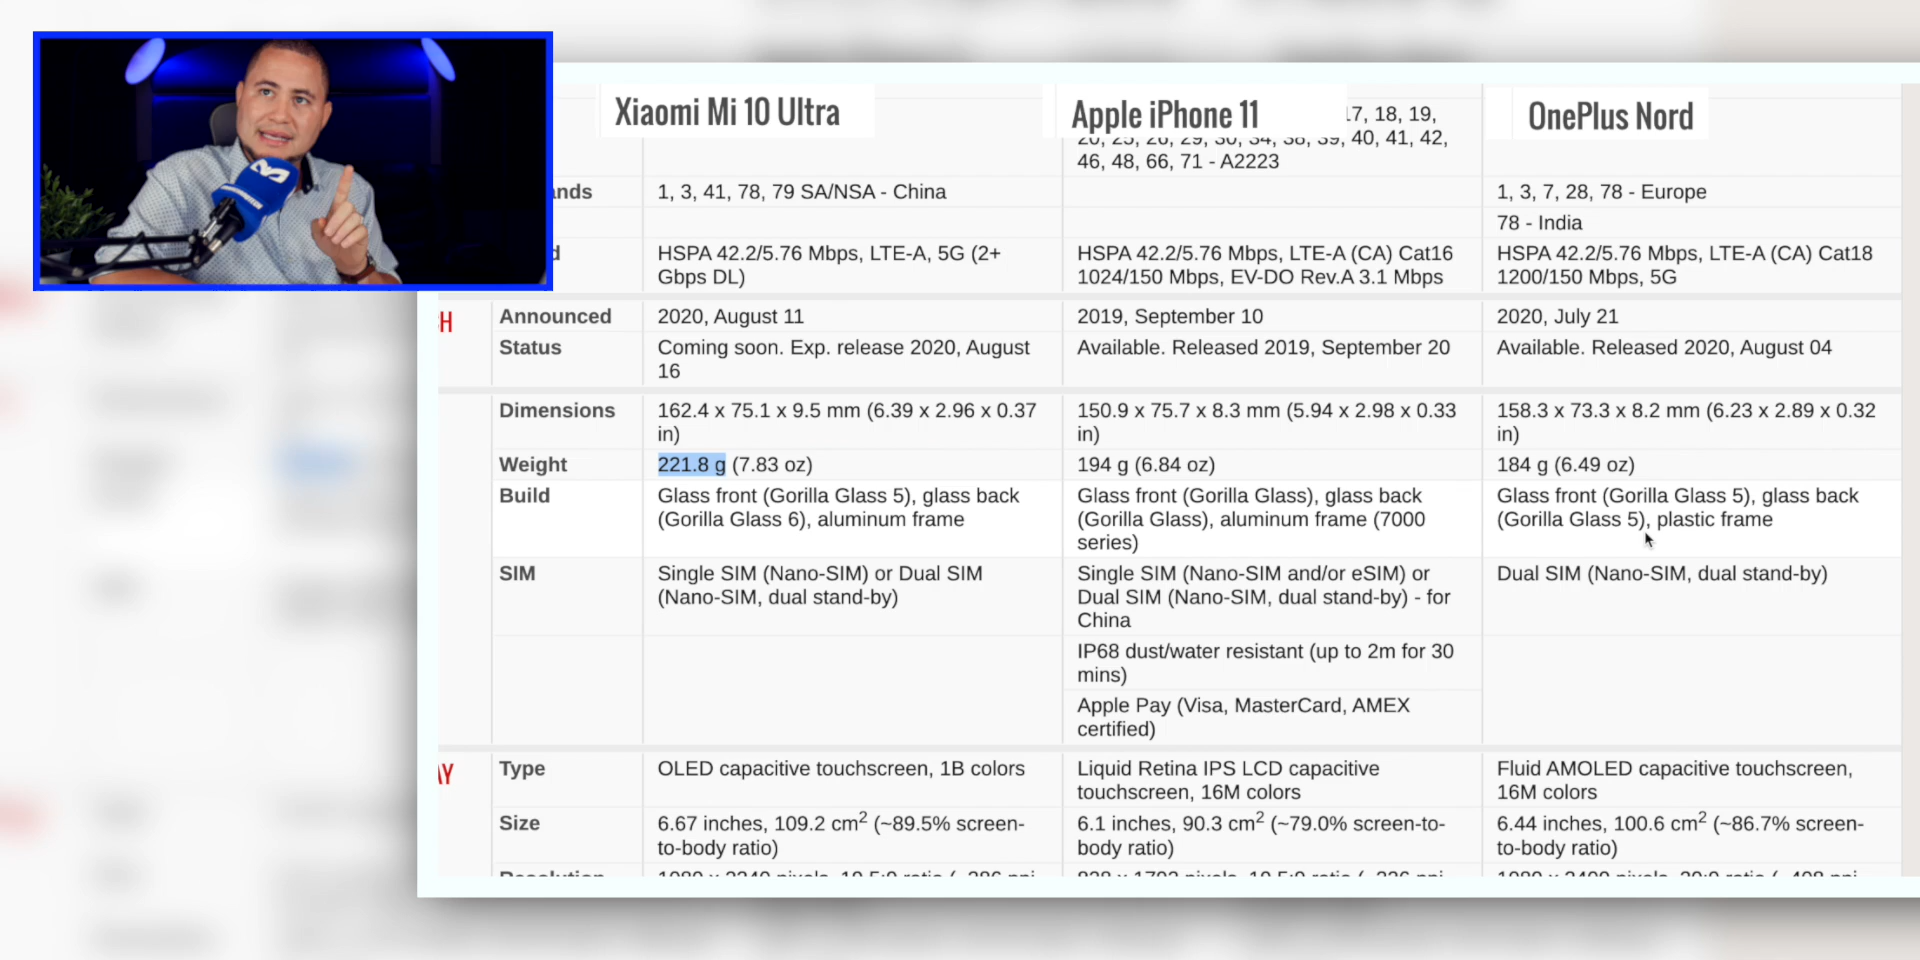 Xiaomi Mi 10 Ultra
Apple iPhone 11
OnePlus Nord
17, 18, 19,
20, 25, 26, 29, 30, 34, 38, 39, 40, 41, 42,
46, 48, 66, 71 - A2223
ands
1, 3, 41, 78, 79 SA/NSA - China
1, 3, 7, 28, 78 - Europe
78 - India
d
HSPA 42.2/5.76 Mbps, LTE-A, 5G (2+
Gbps DL)
HSPA 42.2/5.76 Mbps, LTE-A (CA) Cat16
1024/150 Mbps, EV-DO Rev.A 3.1 Mbps
HSPA 42.2/5.76 Mbps, LTE-A (CA) Cat18
1200/150 Mbps, 5G
H
Announced
2020, August 11
2019, September 10
2020, July 21
Status
Coming soon. Exp. release 2020, August
16
Available. Released 2019, September 20
Available. Released 2020, August 04
Dimensions
162.4 x 75.1 x 9.5 mm (6.39 x 2.96 x 0.37
in)
150.9 x 75.7 x 8.3 mm (5.94 x 2.98 x 0.33
in)
158.3 x 73.3 x 8.2 mm (6.23 x 2.89 x 0.32
in)
Weight
221.8 g (7.83 oz)
194 g (6.84 oz)
184 g (6.49 oz)
Build
Glass front (Gorilla Glass 5), glass back
(Gorilla Glass 6), aluminum frame
Glass front (Gorilla Glass), glass back
(Gorilla Glass), aluminum frame (7000
series)
Glass front (Gorilla Glass 5), glass back
(Gorilla Glass 5), plastic frame
SIM
Single SIM (Nano-SIM) or Dual SIM
(Nano-SIM, dual stand-by)
Single SIM (Nano-SIM and/or eSIM) or
Dual SIM (Nano-SIM, dual stand-by) - for
China
Dual SIM (Nano-SIM, dual stand-by)
IP68 dust/water resistant (up to 2m for 30
mins)
Apple Pay (Visa, MasterCard, AMEX
certified)
AY
Type
OLED capacitive touchscreen, 1B colors
Liquid Retina IPS LCD capacitive
touchscreen, 16M colors
Fluid AMOLED capacitive touchscreen,
16M colors
Size
6.67 inches, 109.2 cm² (~89.5% screen-
to-body ratio)
6.1 inches, 90.3 cm² (~79.0% screen-to-
body ratio)
6.44 inches, 100.6 cm² (~86.7% screen-
to-body ratio)
Resolution